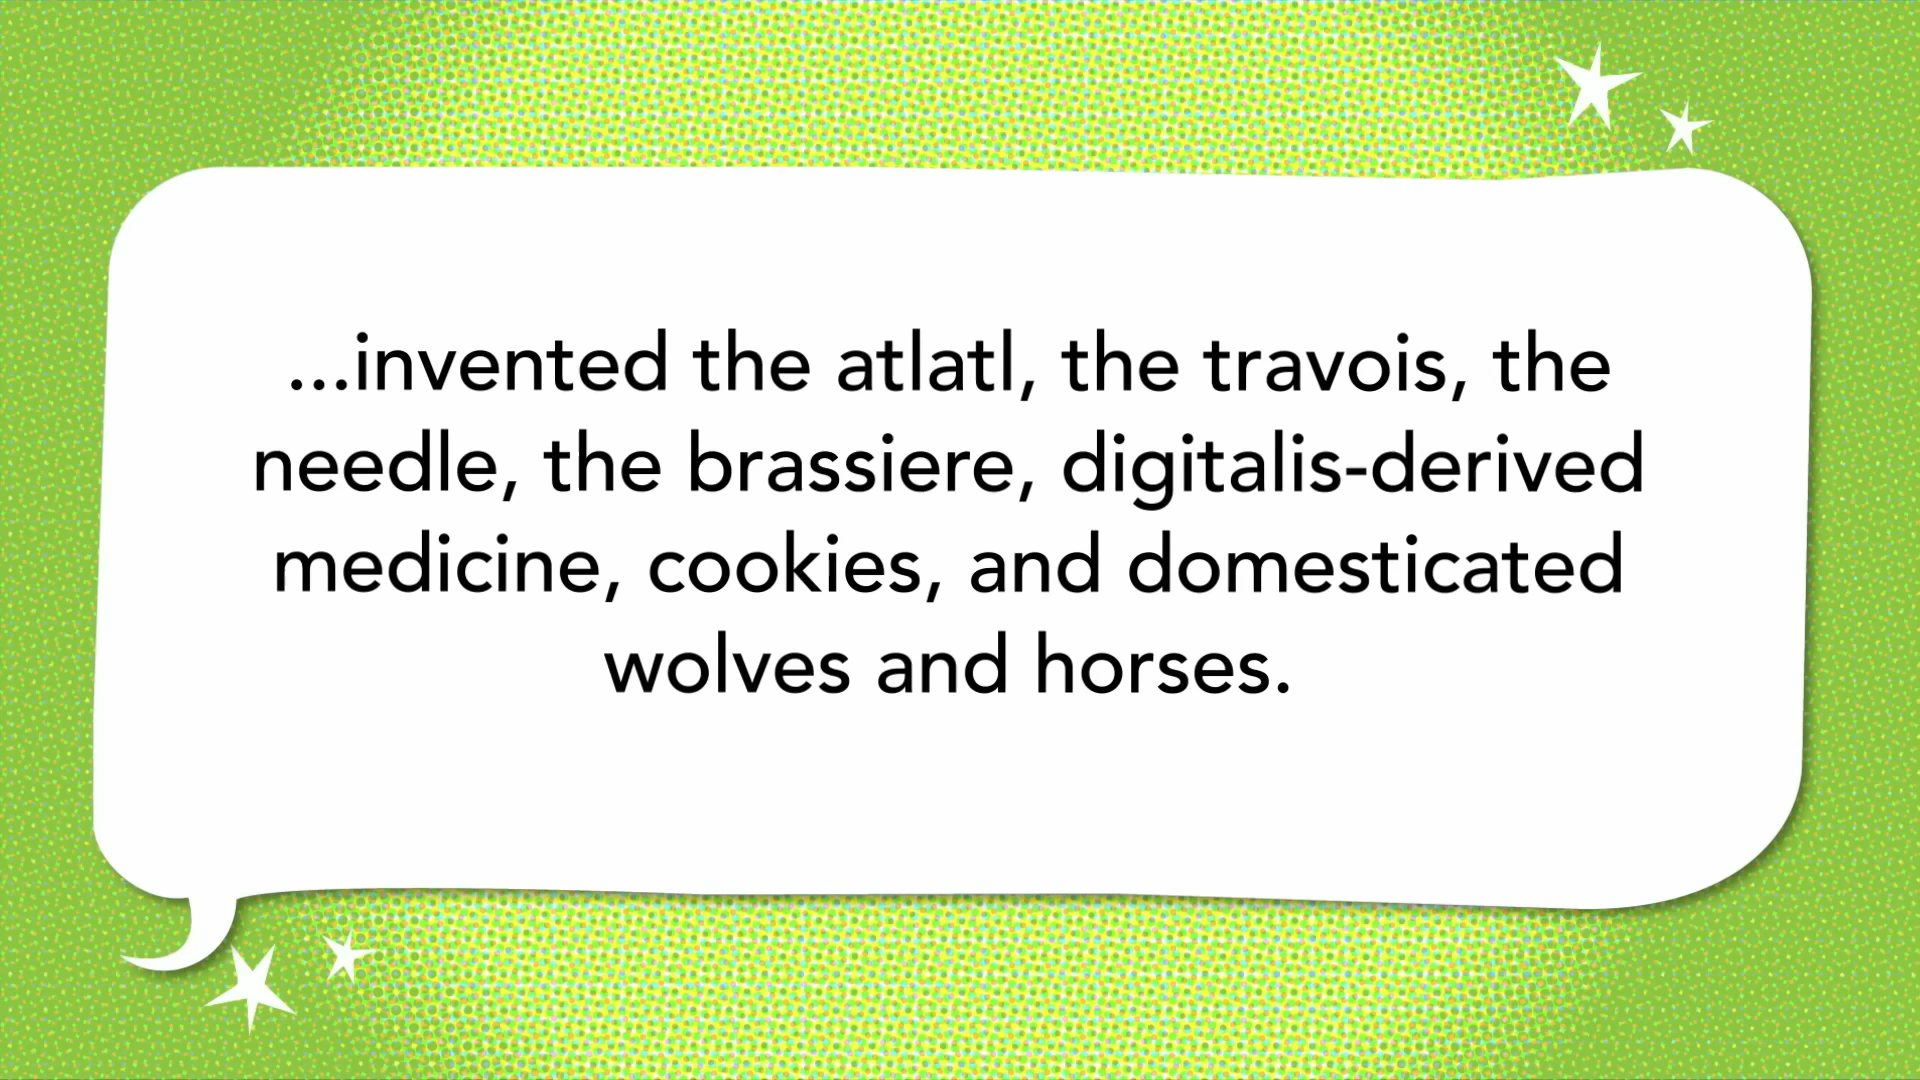 ...invented the atlatl, the travois, the
needle, the brassiere, digitalis-derived
medicine, cookies, and domesticated
wolves and horses.